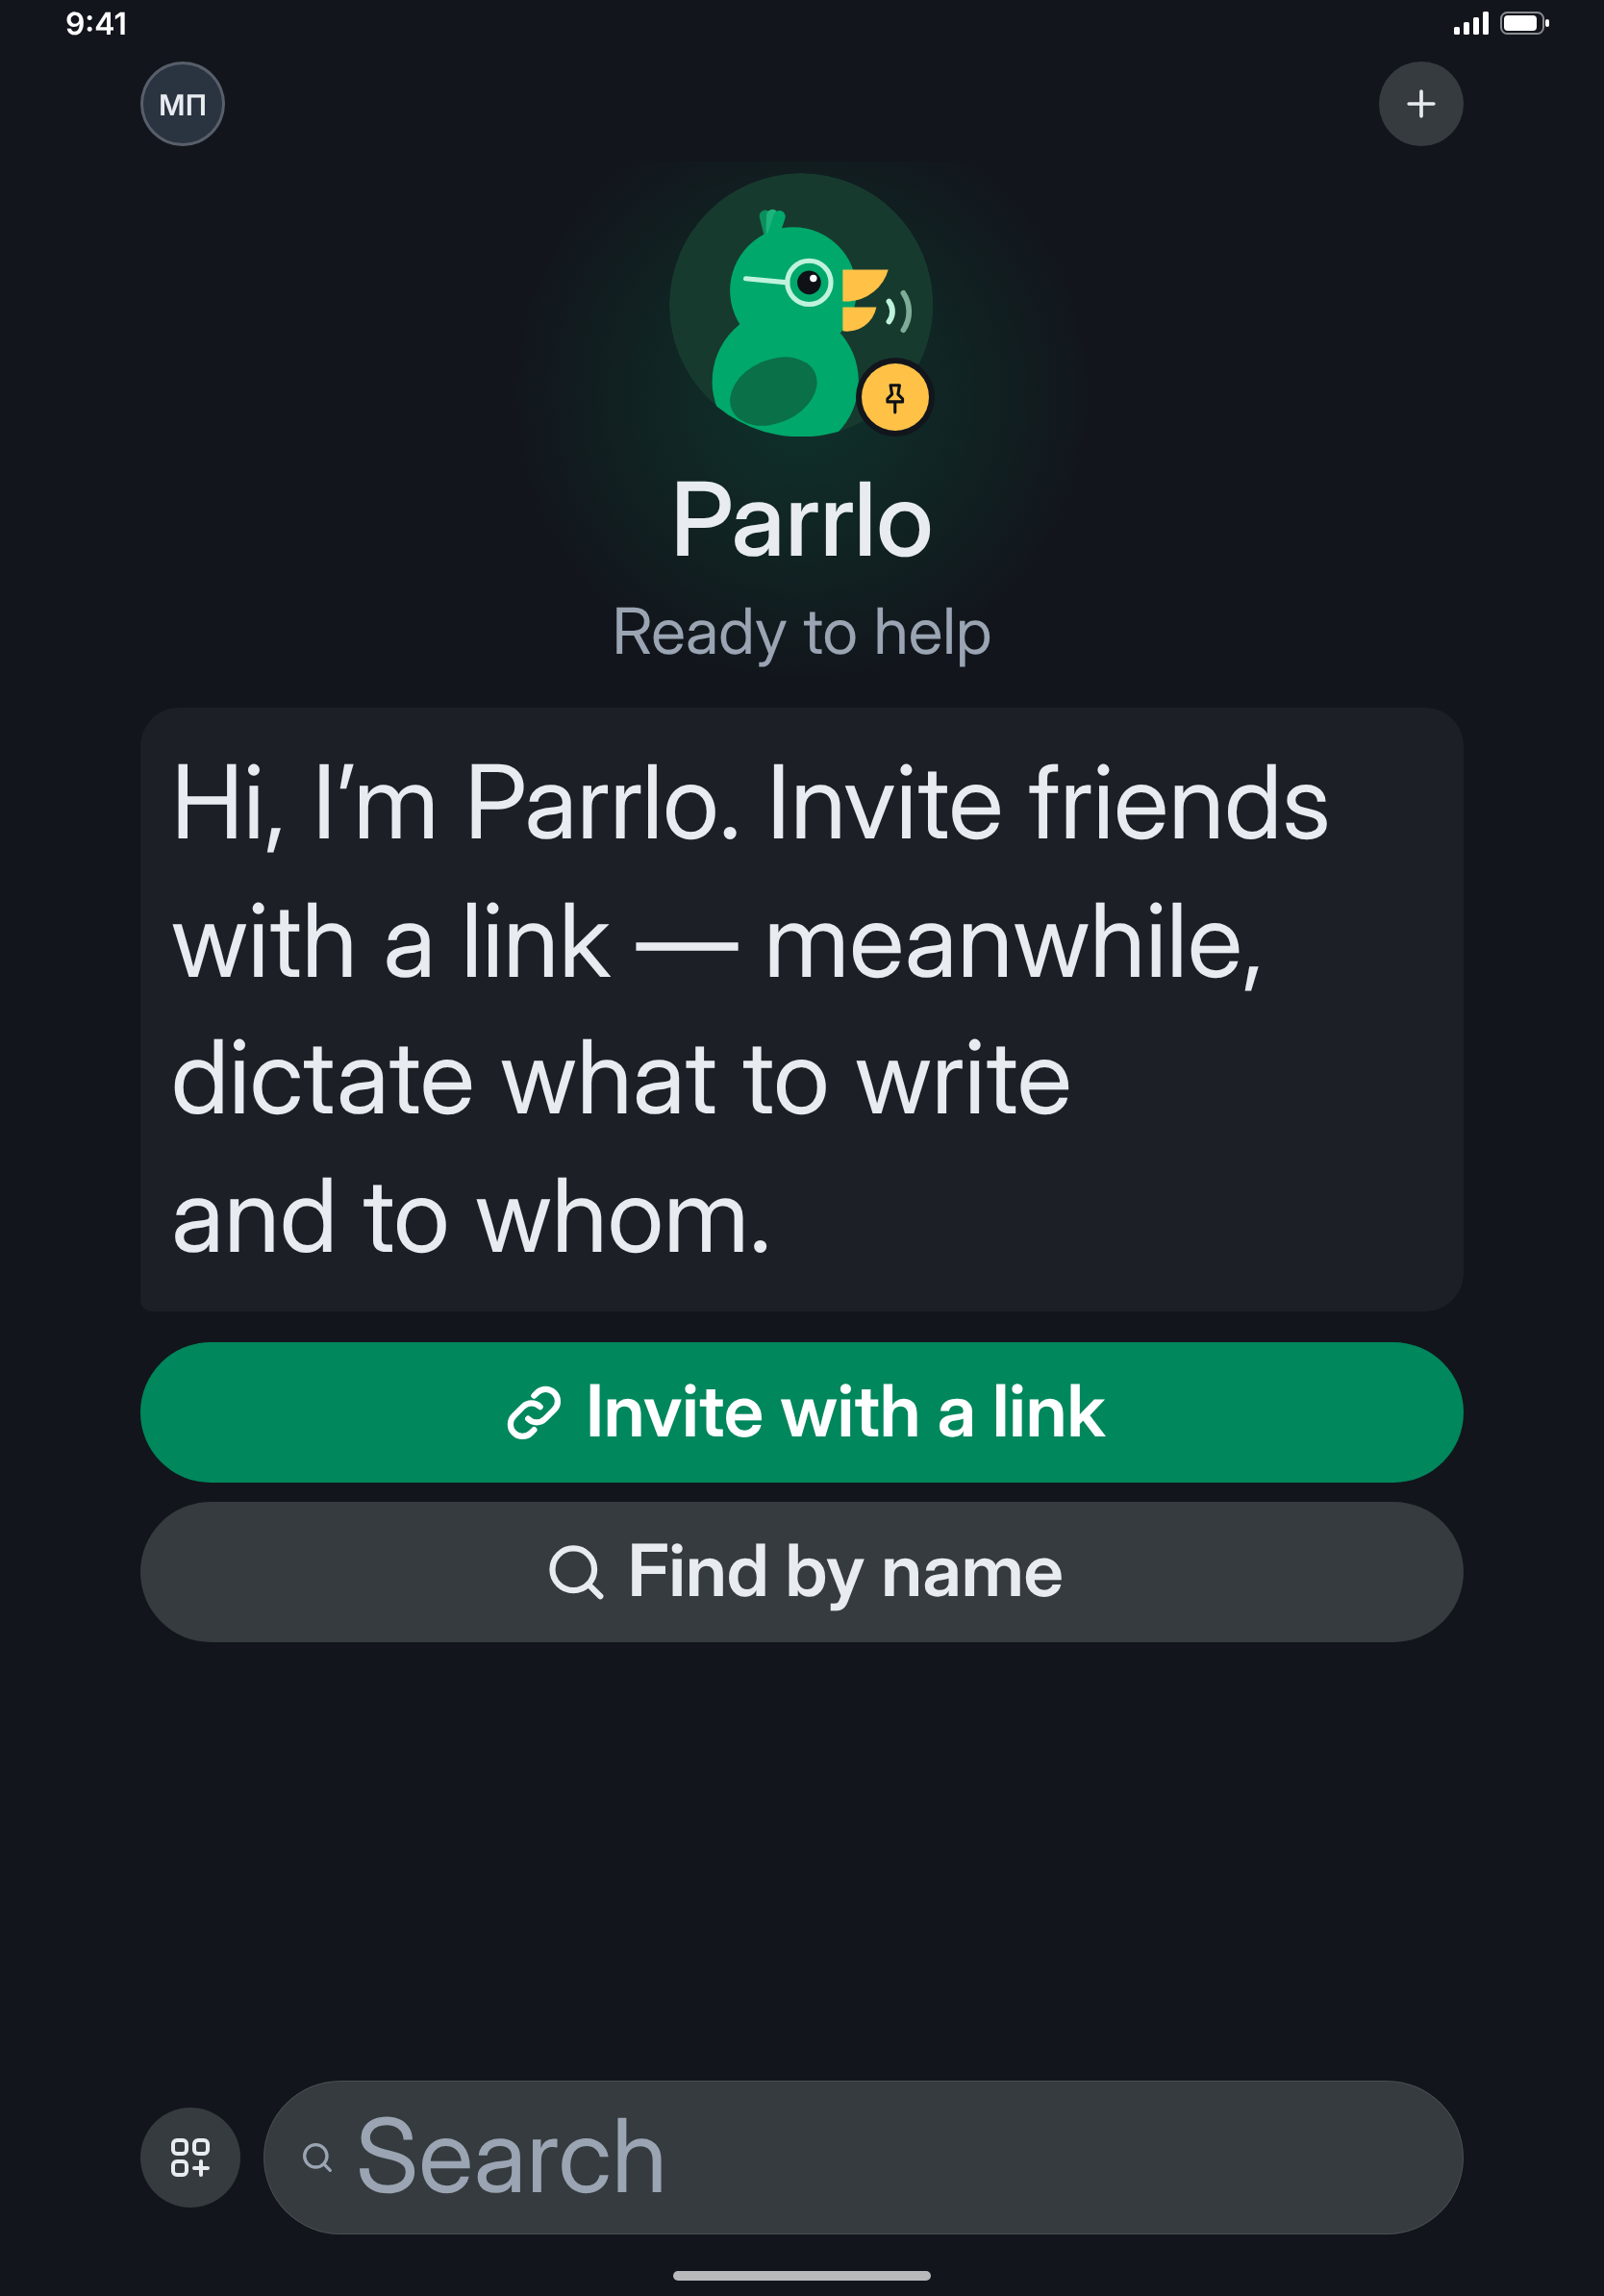 9:41
МП
Parrlo
Ready to help
Hi, I’m Parrlo. Invite friends
with a link — meanwhile,
dictate what to write
and to whom.
Invite with a link
Find by name
Search